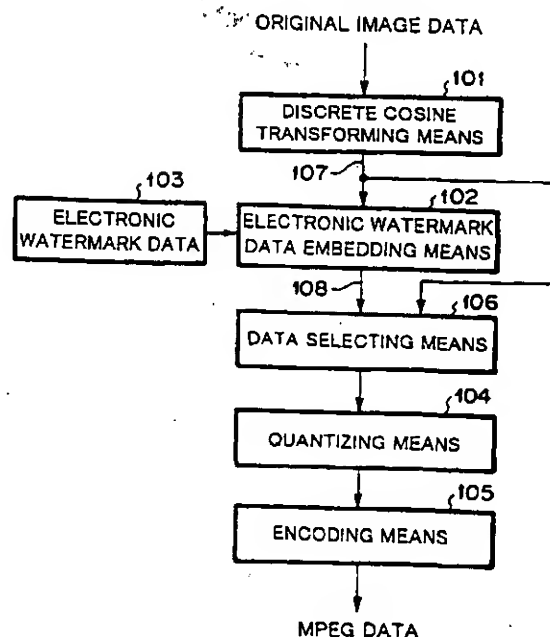 ORIGINAL IMAGE DATA
101
DISCRETE COSINE
TRANSFORMING MEANS
107
103
102
ELECTRONIC
WATERMARK DATA
ELECTRONIC WATERMARK
DATA EMBEDDING MEANS
108
106
DATA SELECTING MEANS
104
QUANTIZING MEANS
105
ENCODING MEANS
MPEG DATA